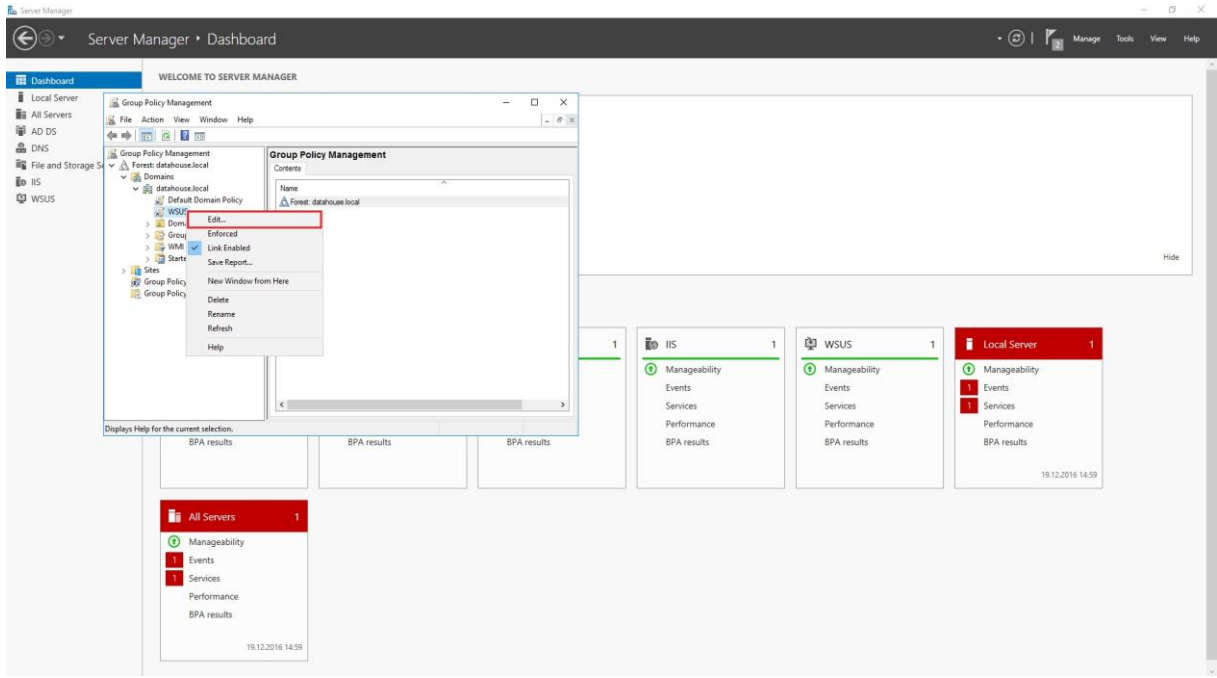 Server Manager
Server Manager • Dashboard
2
Manage Tools View Help
Dashboard
Local Server
All Servers
AD DS
DNS
File and Storage S
IIS
WSUS
WELCOME TO SERVER MANAGER
Group Policy Management
File Action View Window Help
Group Policy Management
Forest: datahouse.local
Domains
datahouse.local
Default Domain Policy
WSUS
Doma
Group
WMI
Starte
Sites
Group Policy
Group Policy
Edit...
Enforced
Link Enabled
Save Report...
New Window from Here
Delete
Rename
Refresh
Help
Group Policy Management
Contents
Name
Forest: datahouse.local
Displays Help for the current selection.
Hide
BPA results
BPA results
1
BPA results
IIS 1
Manageability
Events
Services
Performance
BPA results
WSUS 1
Manageability
Events
Services
Performance
BPA results
Local Server 1
Manageability
1 Events
1 Services
Performance
BPA results
19.12.2016 14:59
All Servers 1
Manageability
1 Events
1 Services
Performance
BPA results
19.12.2016 14:59